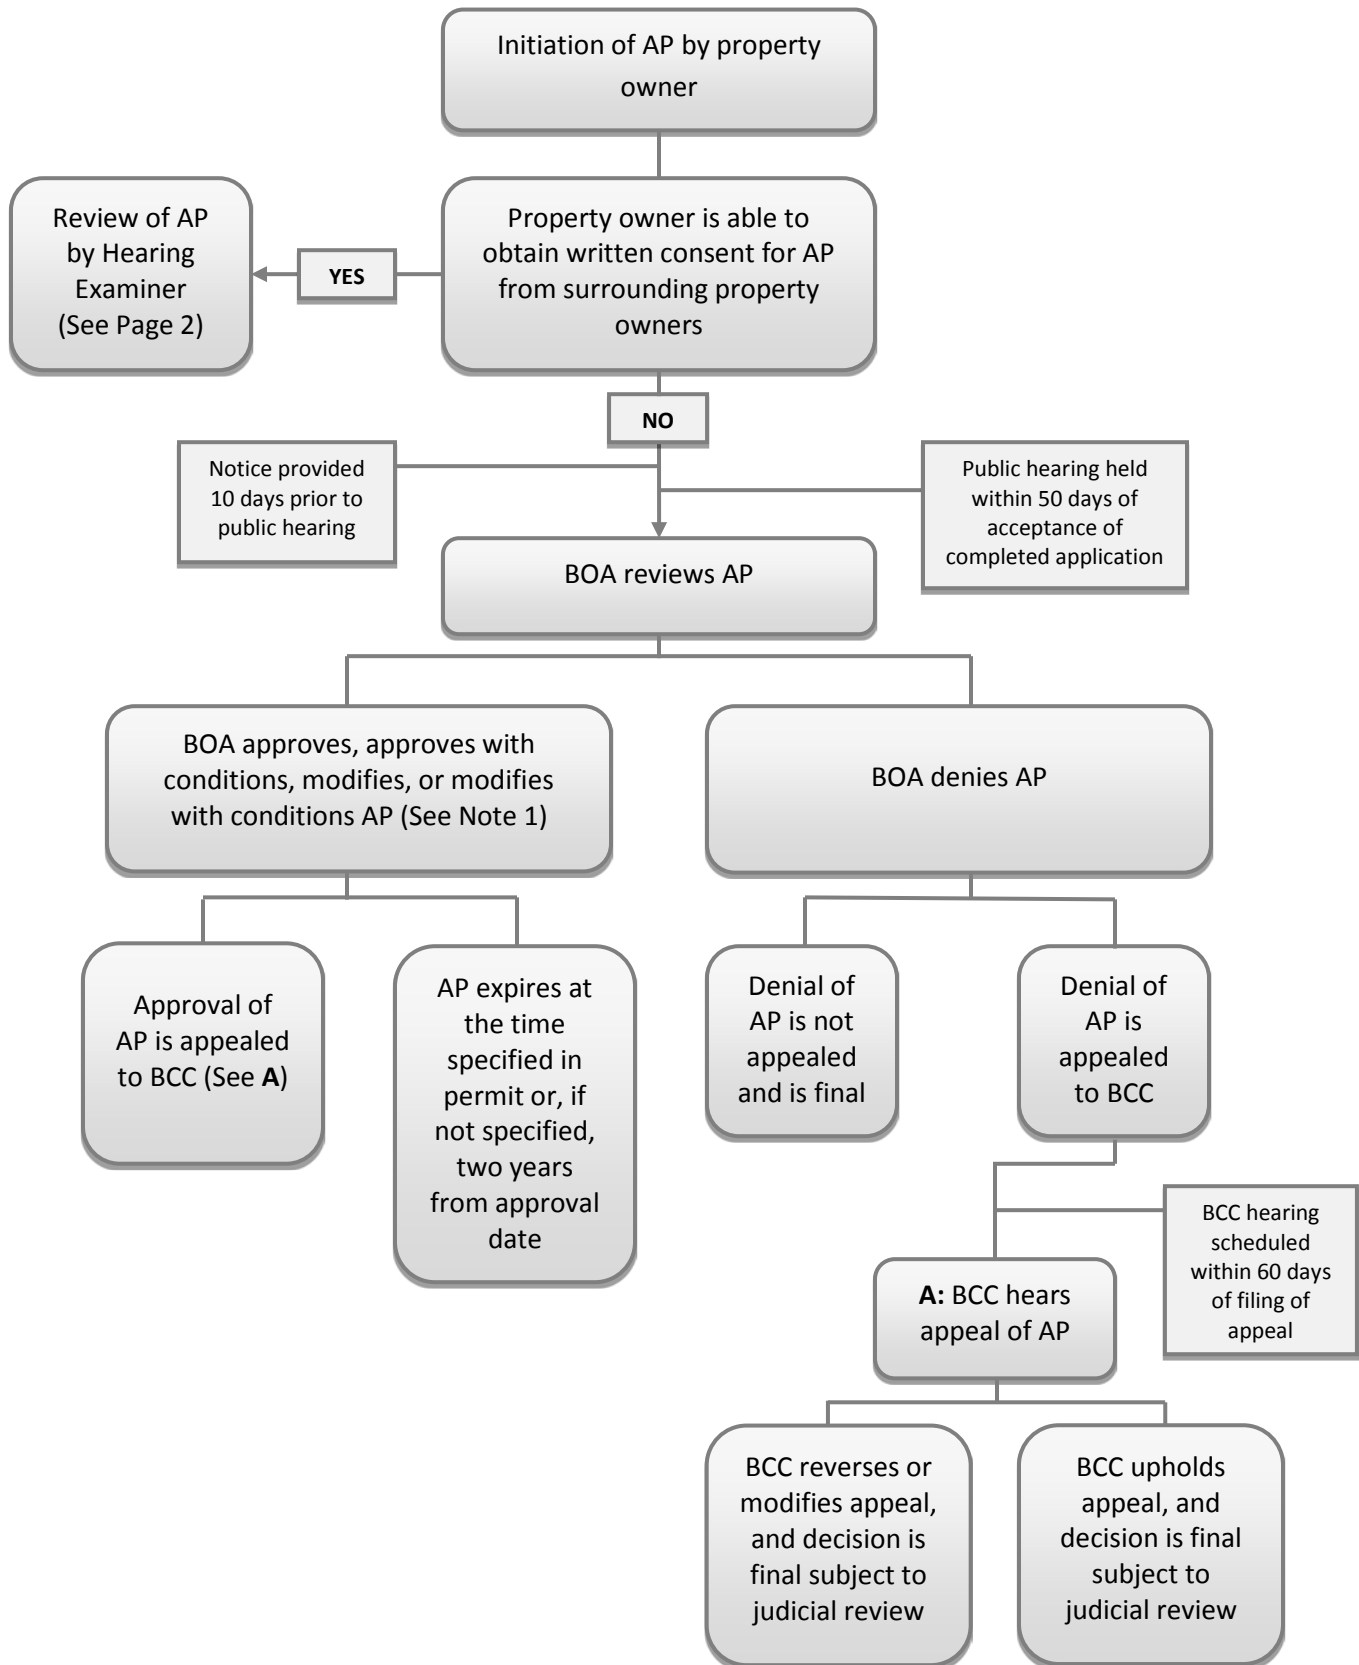 Initiation of AP by property
owner
Review of AP
by Hearing
Examiner
(See Page 2)
YES
Property owner is able to
obtain written consent for AP
from surrounding property
owners
NO
Notice provided
10 days prior to
public hearing
Public hearing held
within 50 days of
acceptance of
completed application
BOA reviews AP
BOA approves, approves with
conditions, modifies, or modifies
with conditions AP (See Note 1)
BOA denies AP
Approval of
AP is appealed
to BCC (See A)
AP expires at
the time
specified in
permit or, if
not specified,
two years
from approval
date
Denial of
AP is not
appealed
and is final
Denial of
AP is
appealed
to BCC
BCC hearing
scheduled
within 60 days
of filing of
appeal
A: BCC hears
appeal of AP
BCC reverses or
modifies appeal,
and decision is
final subject to
judicial review
BCC upholds
appeal, and
decision is final
subject to
judicial review